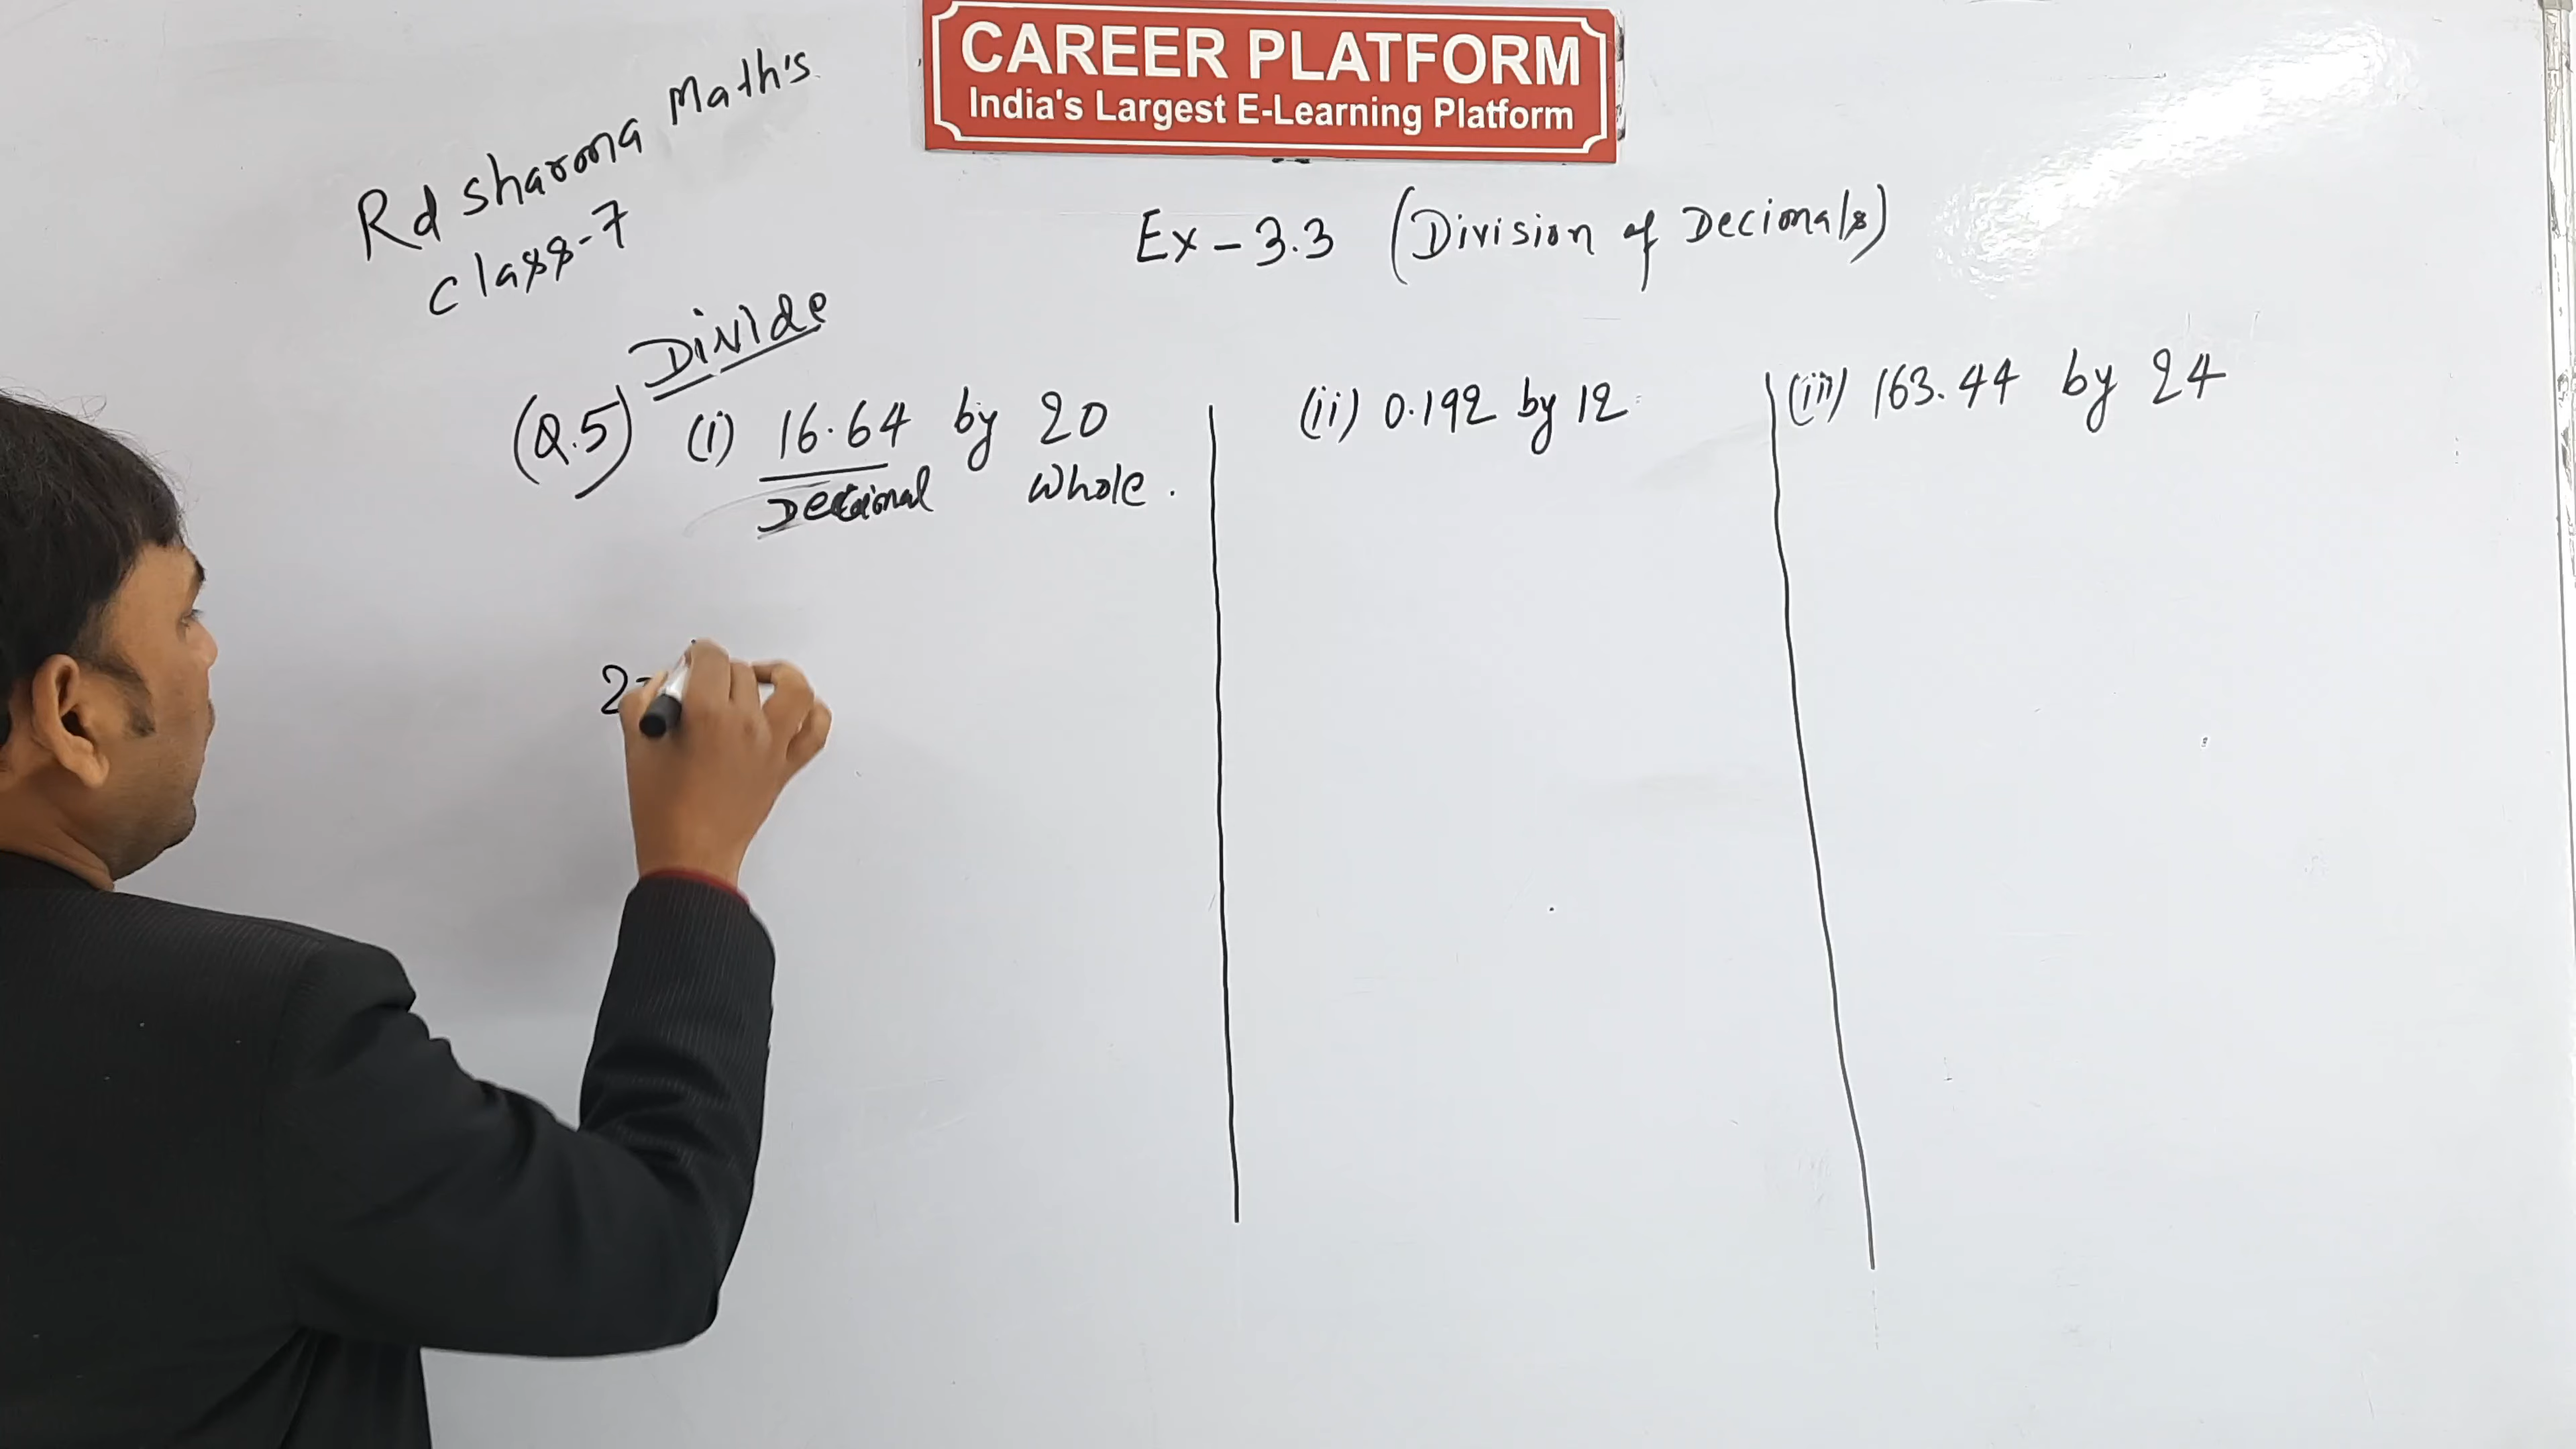 CAREER PLATFORM
India's Largest E-Learning Platform
Rd sharma Math's
Class-7
Ex-3.3 (Division of Decimals)
Divide
(Q.5) (i) 16.64 by 20
Decimal Whole.
(ii) 0.192 by 12
(iii) 163.44 by 24
2